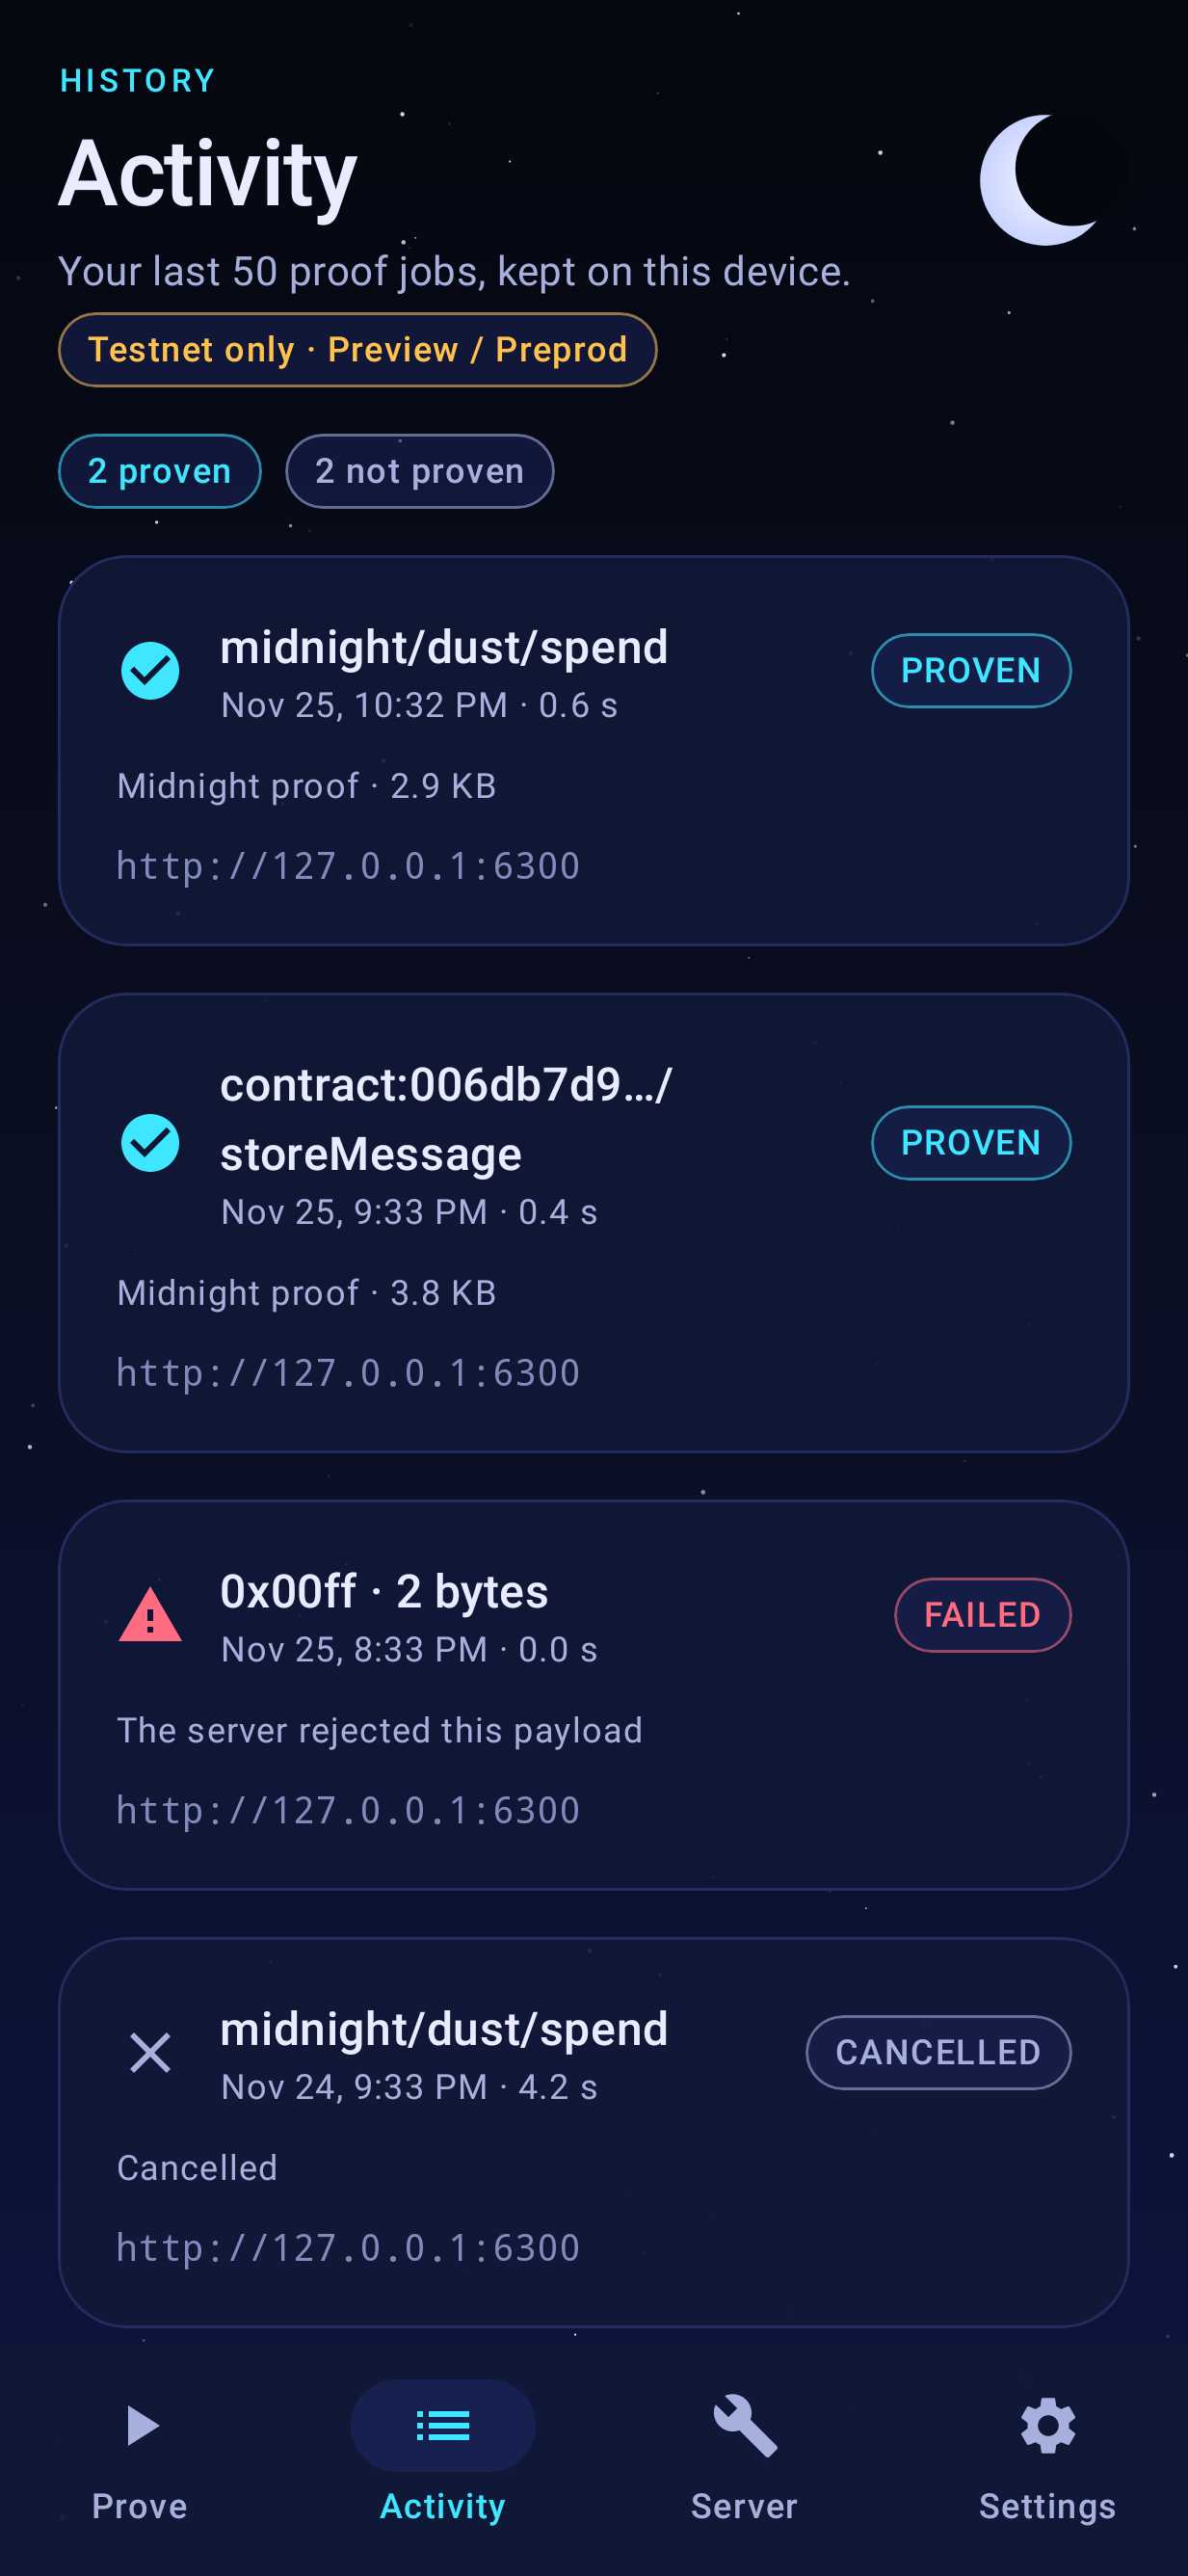 HISTORY
Activity
Your last 50 proof jobs, kept on this device.
Testnet only · Preview / Preprod
2 proven
2 not proven
midnight/dust/spend
Nov 25, 10:32 PM · 0.6 s
PROVEN
Midnight proof · 2.9 KB
http://127.0.0.1:6300
contract:006db7d9…/
storeMessage
Nov 25, 9:33 PM · 0.4 s
PROVEN
Midnight proof · 3.8 KB
http://127.0.0.1:6300
0x00ff · 2 bytes
Nov 25, 8:33 PM · 0.0 s
FAILED
The server rejected this payload
http://127.0.0.1:6300
midnight/dust/spend
Nov 24, 9:33 PM · 4.2 s
CANCELLED
Cancelled
http://127.0.0.1:6300
Prove
Activity
Server
Settings